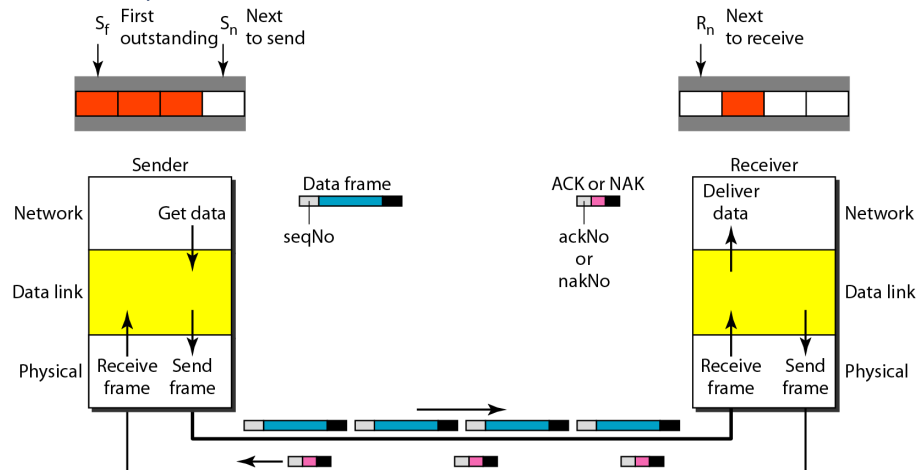 Sf First outstanding
Sn Next to send
Rn Next to receive
Sender
Receiver
Data frame
seqNo
ACK or NAK
ackNo
or
nakNo
Network
Get data
Deliver
data
Network
Data link
Data link
Physical
Receive
frame
Send
frame
Receive
frame
Send
frame
Physical